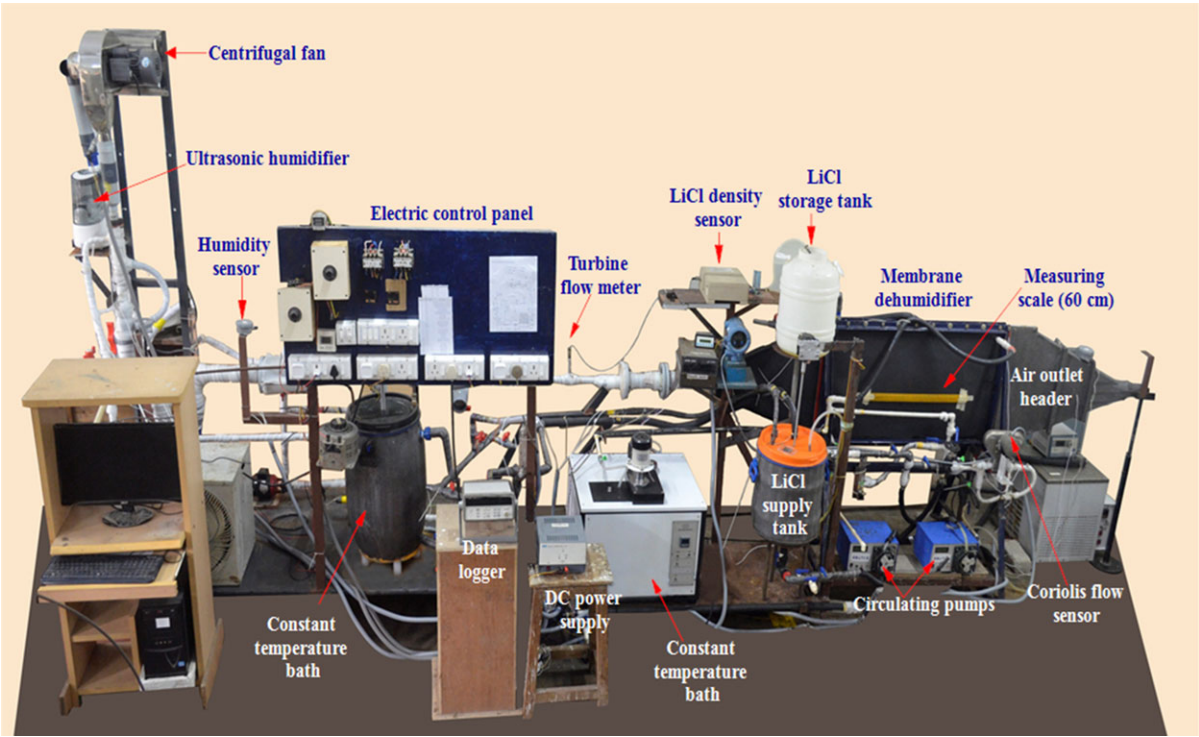 Centrifugal fan
Ultrasonic humidifier
Electric control panel
Humidity
sensor
Turbine
flow meter
LiCl density
sensor
LiCl
storage tank
Membrane
dehumidifier
Measuring
scale (60 cm)
Air outlet
header
LiCl
supply
tank
Data
logger
DC power
supply
Constant
temperature
bath
Constant
temperature
bath
Circulating pumps
Coriolis flow
sensor